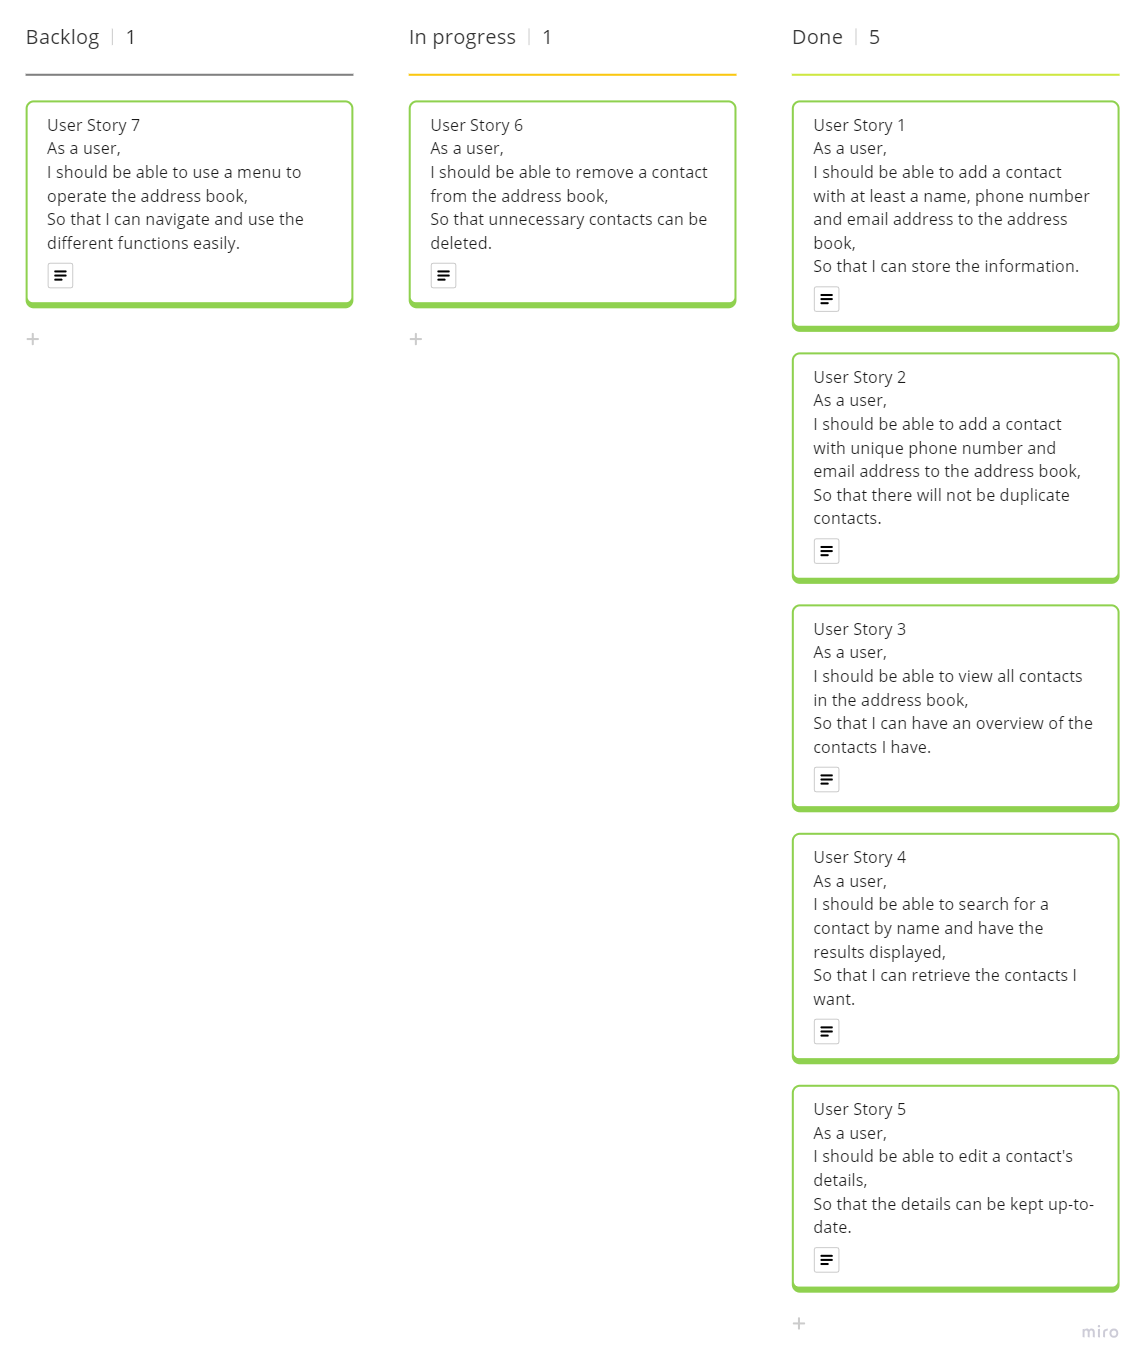 Backlog 1
User Story 7
As a user,
I should be able to use a menu to
operate the address book,
So that I can navigate and use the
different functions easily.
In progress 1
User Story 6
As a user,
I should be able to remove a contact
from the address book,
So that unnecessary contacts can be
deleted.
Done 5
User Story 1
As a user,
I should be able to add a contact
with at least a name, phone number
and email address to the address
book,
So that I can store the information.
User Story 2
As a user,
I should be able to add a contact
with unique phone number and
email address to the address book,
So that there will not be duplicate
contacts.
User Story 3
As a user,
I should be able to view all contacts
in the address book,
So that I can have an overview of the
contacts I have.
User Story 4
As a user,
I should be able to search for a
contact by name and have the
results displayed,
So that I can retrieve the contacts I
want.
User Story 5
As a user,
I should be able to edit a contact's
details,
So that the details can be kept up-to-
date.
miro